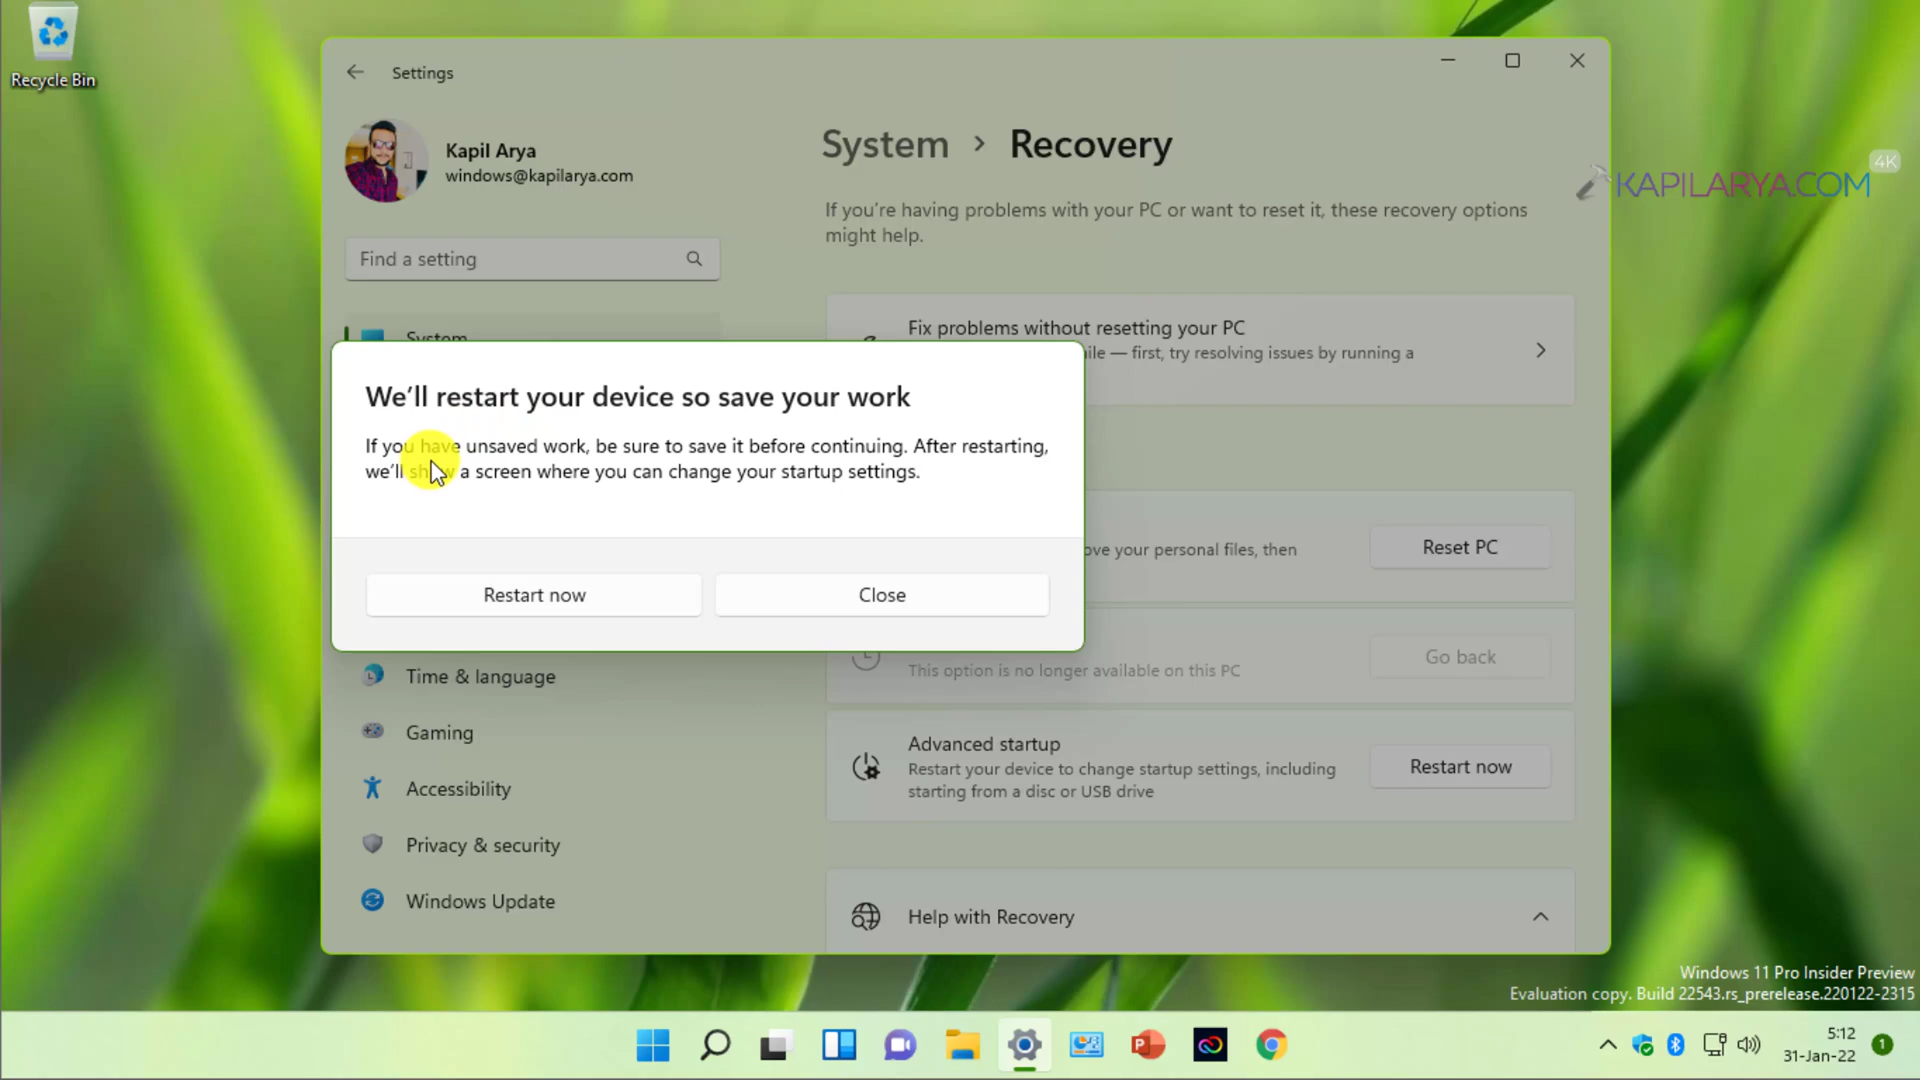 Recycle Bin
Settings
Kapil Arya
windows@kapilarya.com
Find a setting
System
System > Recovery
If you're having problems with your PC or want to reset it, these recovery options
might help.
4K
KAPILARYA.COM
Fix problems without resetting your PC
ile — first, try resolving issues by running a
We'll restart your device so save your work
If you have unsaved work, be sure to save it before continuing. After restarting,
we'll show a screen where you can change your startup settings.
Restart now
Close
ove your personal files, then
Reset PC
This option is no longer available on this PC
Go back
Time & language
Gaming
Accessibility
Privacy & security
Windows Update
Advanced startup
Restart your device to change startup settings, including
starting from a disc or USB drive
Restart now
Help with Recovery
Windows 11 Pro Insider Preview
Evaluation copy. Build 22543.rs_prerelease.220122-2315
5:12
31-Jan-22
1